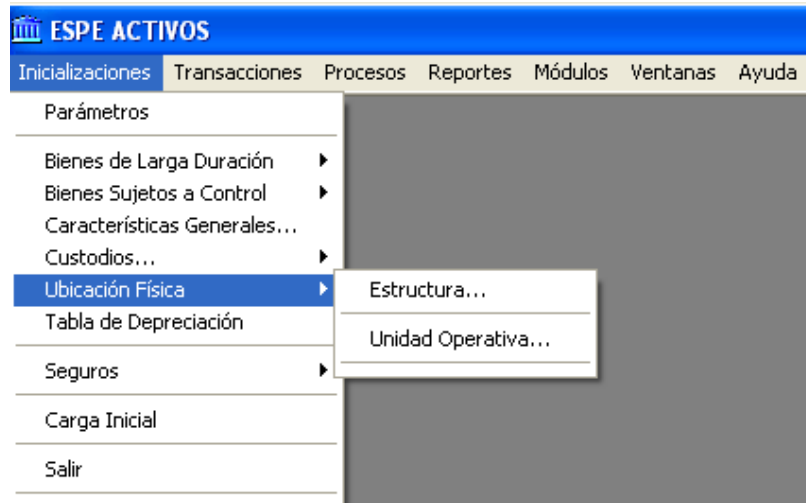 ESPE ACTIVOS
Inicializaciones Transacciones Procesos Reportes Módulos Ventanas Ayuda
Parámetros
Bienes de Larga Duración
Bienes Sujetos a Control
Características Generales...
Custodios...
Ubicación Física
Estructura...
Tabla de Depreciación
Unidad Operativa...
Seguros
Carga Inicial
Salir